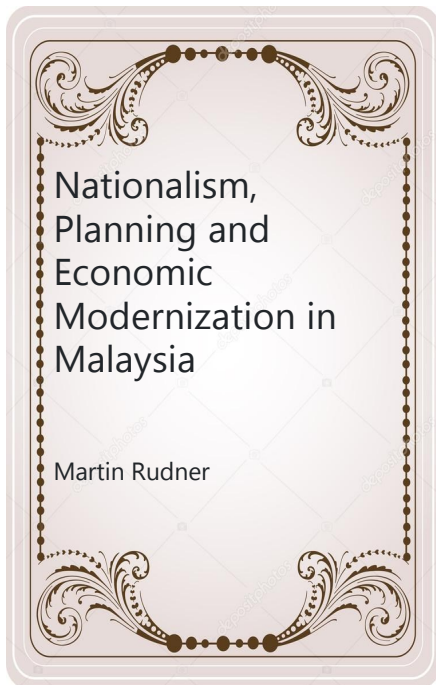 Nationalism,
Planning and
Economic
Modernization in
Malaysia
Martin Rudner